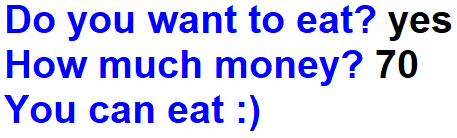 Do you want to eat? yes
How much money? 70
You can eat :)